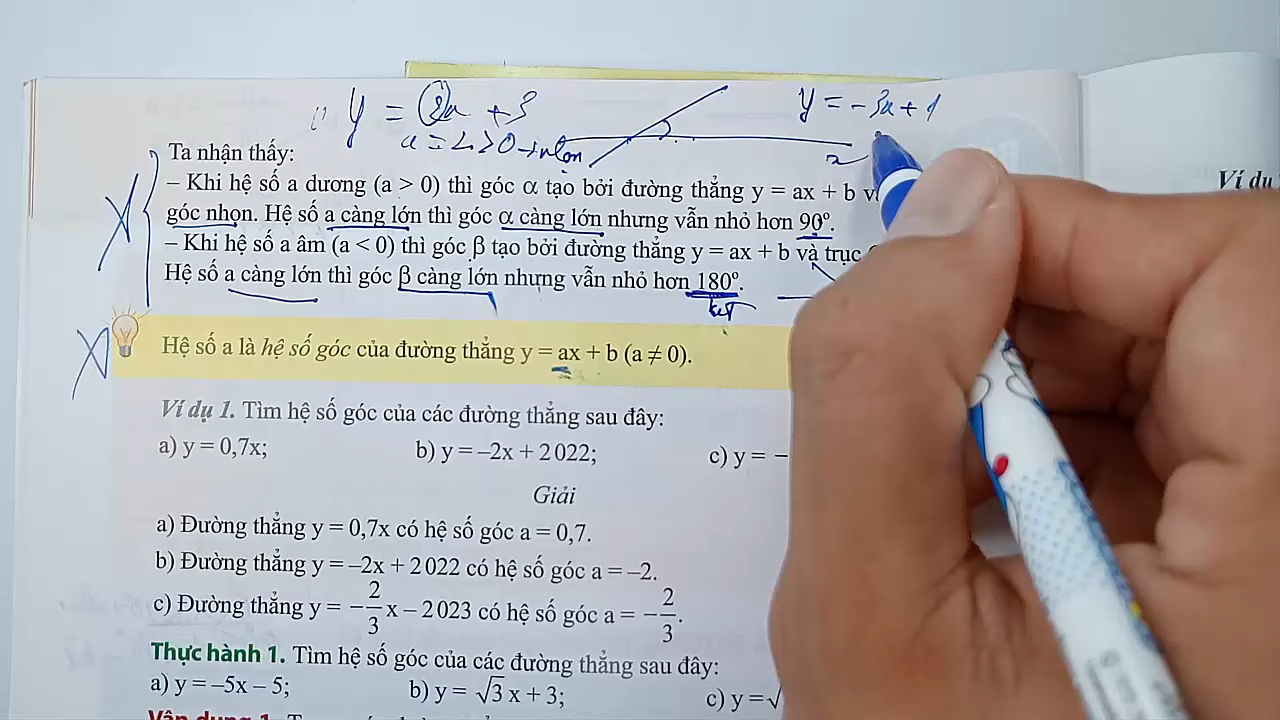 y = 2x + 3
y = -3x + 1
a = 2 > 0 → nhọn
Ta nhận thấy:
– Khi hệ số a dương (a > 0) thì góc α tạo bởi đường thẳng y = ax + b
góc nhọn. Hệ số a càng lớn thì góc α càng lớn nhưng vẫn nhỏ hơn 90°.
– Khi hệ số a âm (a < 0) thì góc β tạo bởi đường thẳng y = ax + b và trục
Hệ số a càng lớn thì góc β càng lớn nhưng vẫn nhỏ hơn 180°.
Hệ số a là hệ số góc của đường thẳng y = ax + b (a ≠ 0).
Ví dụ 1. Tìm hệ số góc của các đường thẳng sau đây:
a) y = 0,7x; b) y = –2x + 2022; c) y = –
Giải
a) Đường thẳng y = 0,7x có hệ số góc a = 0,7.
b) Đường thẳng y = –2x + 2022 có hệ số góc a = –2.
c) Đường thẳng y = –2/3x – 2023 có hệ số góc a = –2/3.
Thực hành 1. Tìm hệ số góc của các đường thẳng sau đây:
a) y = –5x – 5; b) y = √3 x + 3; c) y = √
Ví dụ